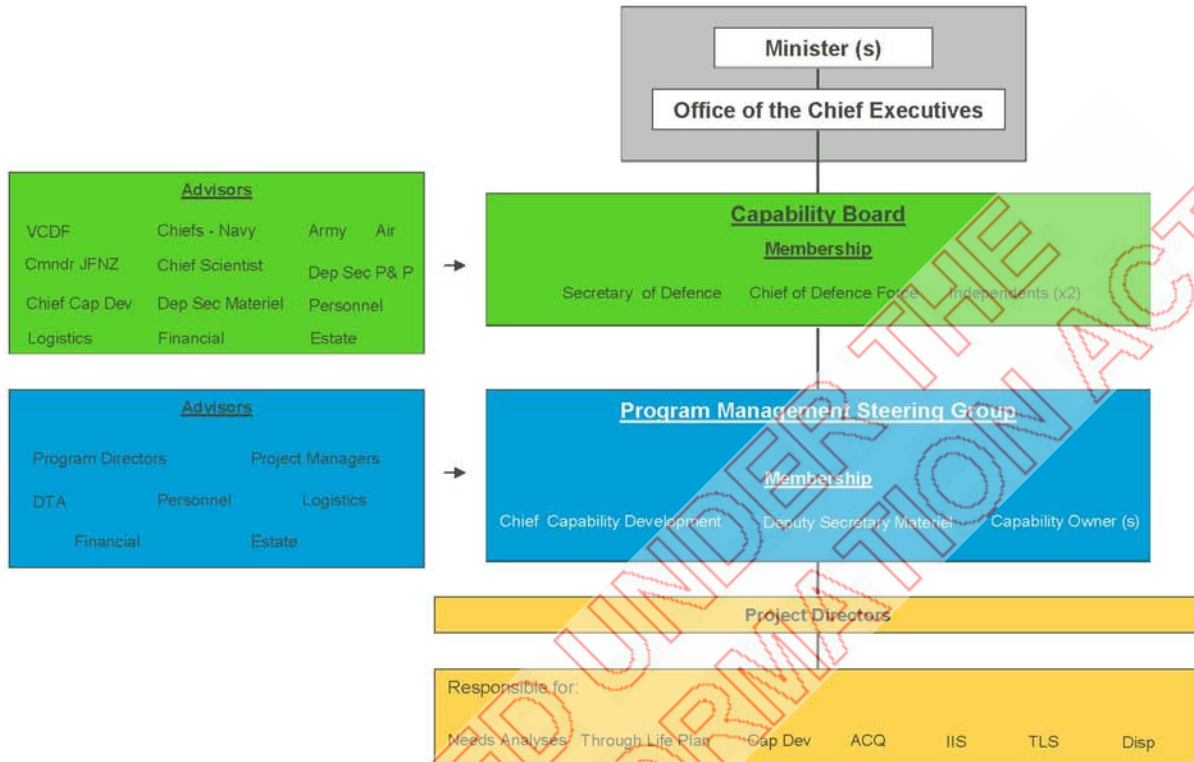 Minister (s)
Office of the Chief Executives
Advisors
VCDF Chiefs - Navy Army Air
Cmndr JFNZ Chief Scientist Dep Sec P& P
Chief Cap Dev Dep Sec Materiel Personnel
Logistics Financial Estate
Capability Board
Membership
Secretary of Defence Chief of Defence Force Independents (x2)
Advisors
Program Directors Project Managers
DTA Personnel Logistics
Financial Estate
Program Management Steering Group
Membership
Chief Capability Development Deputy Secretary Materiel Capability Owner (s)
Project Directors
Responsible for:
Needs Analyses Through Life Plan Cap Dev ACQ IIS TLS Disp
UNDER THE
ACT